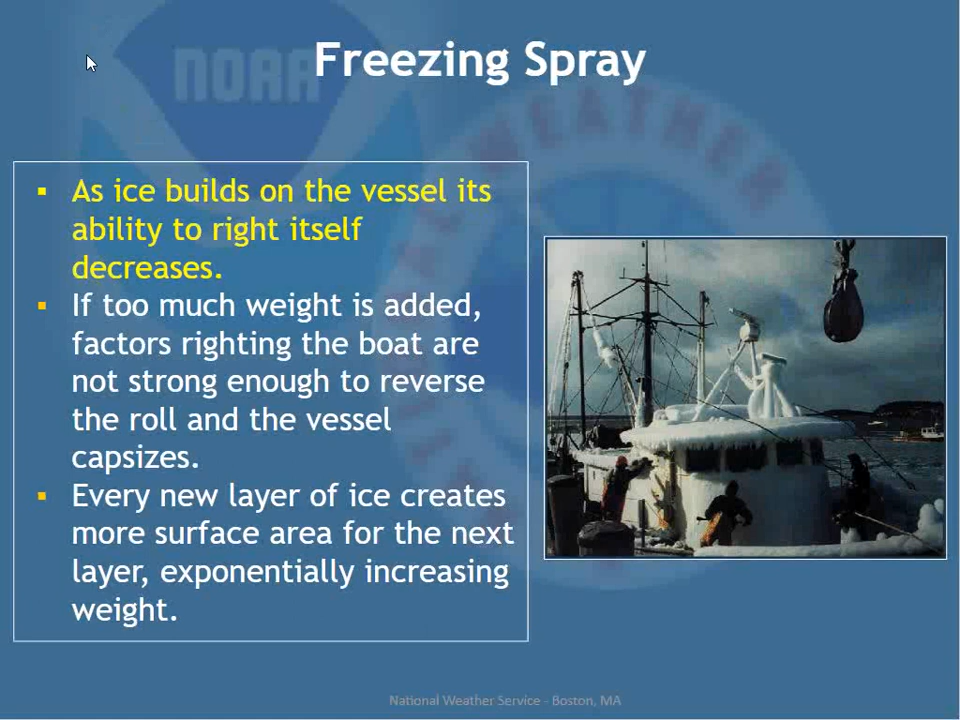 NOAA
Freezing Spray
WEATHER
▪ As ice builds on the vessel its
ability to right itself
decreases.
▪ If too much weight is added,
factors righting the boat are
not strong enough to reverse
the roll and the vessel
capsizes.
▪ Every new layer of ice creates
more surface area for the next
layer, exponentially increasing
weight.
National Weather Service - Boston, MA